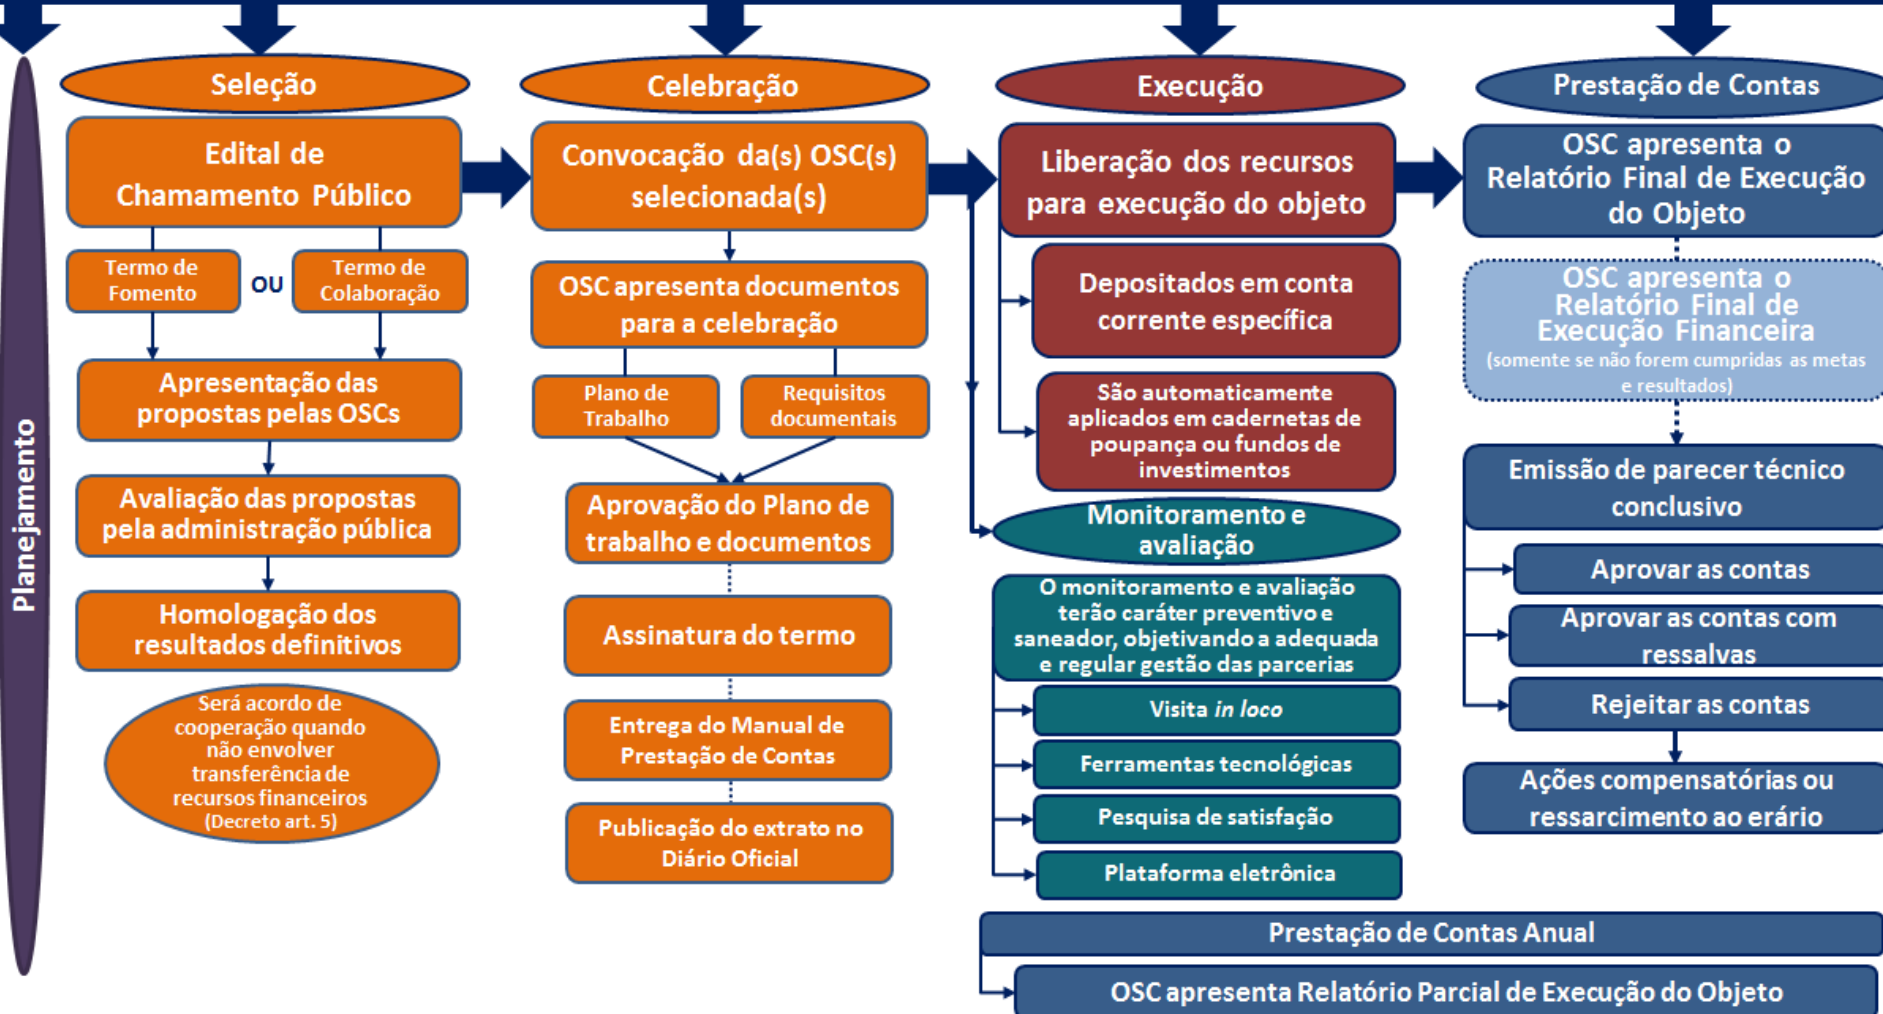 Planejamento
Seleção
Edital de
Chamamento Público
Termo de
Fomento
OU
Termo de
Colaboração
Apresentação das
propostas pelas OSCs
Avaliação das propostas
pela administração pública
Homologação dos
resultados definitivos
Será acordo de
cooperação quando
não envolver
transferência de
recursos financeiros
(Decreto art. 5)
Celebração
Convocação da(s) OSC(s)
selecionada(s)
OSC apresenta documentos
para a celebração
Plano de
Trabalho
Requisitos
documentais
Aprovação do Plano de
trabalho e documentos
Assinatura do termo
Entrega do Manual de
Prestação de Contas
Publicação do extrato no
Diário Oficial
Execução
Liberação dos recursos
para execução do objeto
Depositados em conta
corrente específica
São automaticamente
aplicados em cadernetas de
poupança ou fundos de
investimentos
Monitoramento e
avaliação
O monitoramento e avaliação
terão caráter preventivo e
saneador, objetivando a adequada
e regular gestão das parcerias
Visita in loco
Ferramentas tecnológicas
Pesquisa de satisfação
Plataforma eletrônica
Prestação de Contas
OSC apresenta o
Relatório Final de Execução
do Objeto
OSC apresenta o
Relatório Final de
Execução Financeira
(somente se não forem cumpridas as metas
e resultados)
Emissão de parecer técnico
conclusivo
Aprovar as contas
Aprovar as contas com
ressalvas
Rejeitar as contas
Ações compensatórias ou
ressarcimento ao erário
Prestação de Contas Anual
OSC apresenta Relatório Parcial de Execução do Objeto